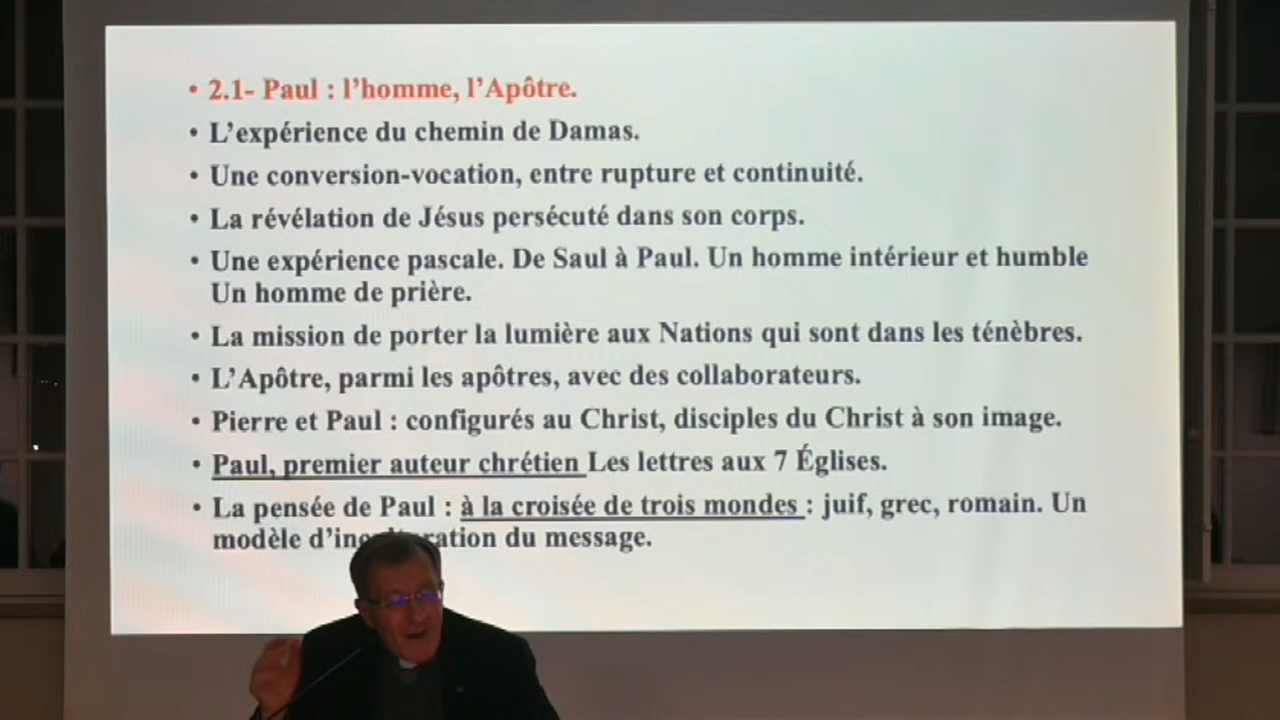 • 2.1- Paul : l’homme, l’Apôtre.
• L’expérience du chemin de Damas.
• Une conversion-vocation, entre rupture et continuité.
• La révélation de Jésus persécuté dans son corps.
• Une expérience pascale. De Saul à Paul. Un homme intérieur et humble
Un homme de prière.
• La mission de porter la lumière aux Nations qui sont dans les ténèbres.
• L’Apôtre, parmi les apôtres, avec des collaborateurs.
• Pierre et Paul : configurés au Christ, disciples du Christ à son image.
• Paul, premier auteur chrétien Les lettres aux 7 Églises.
• La pensée de Paul : à la croisée de trois mondes : juif, grec, romain. Un
modèle du message.